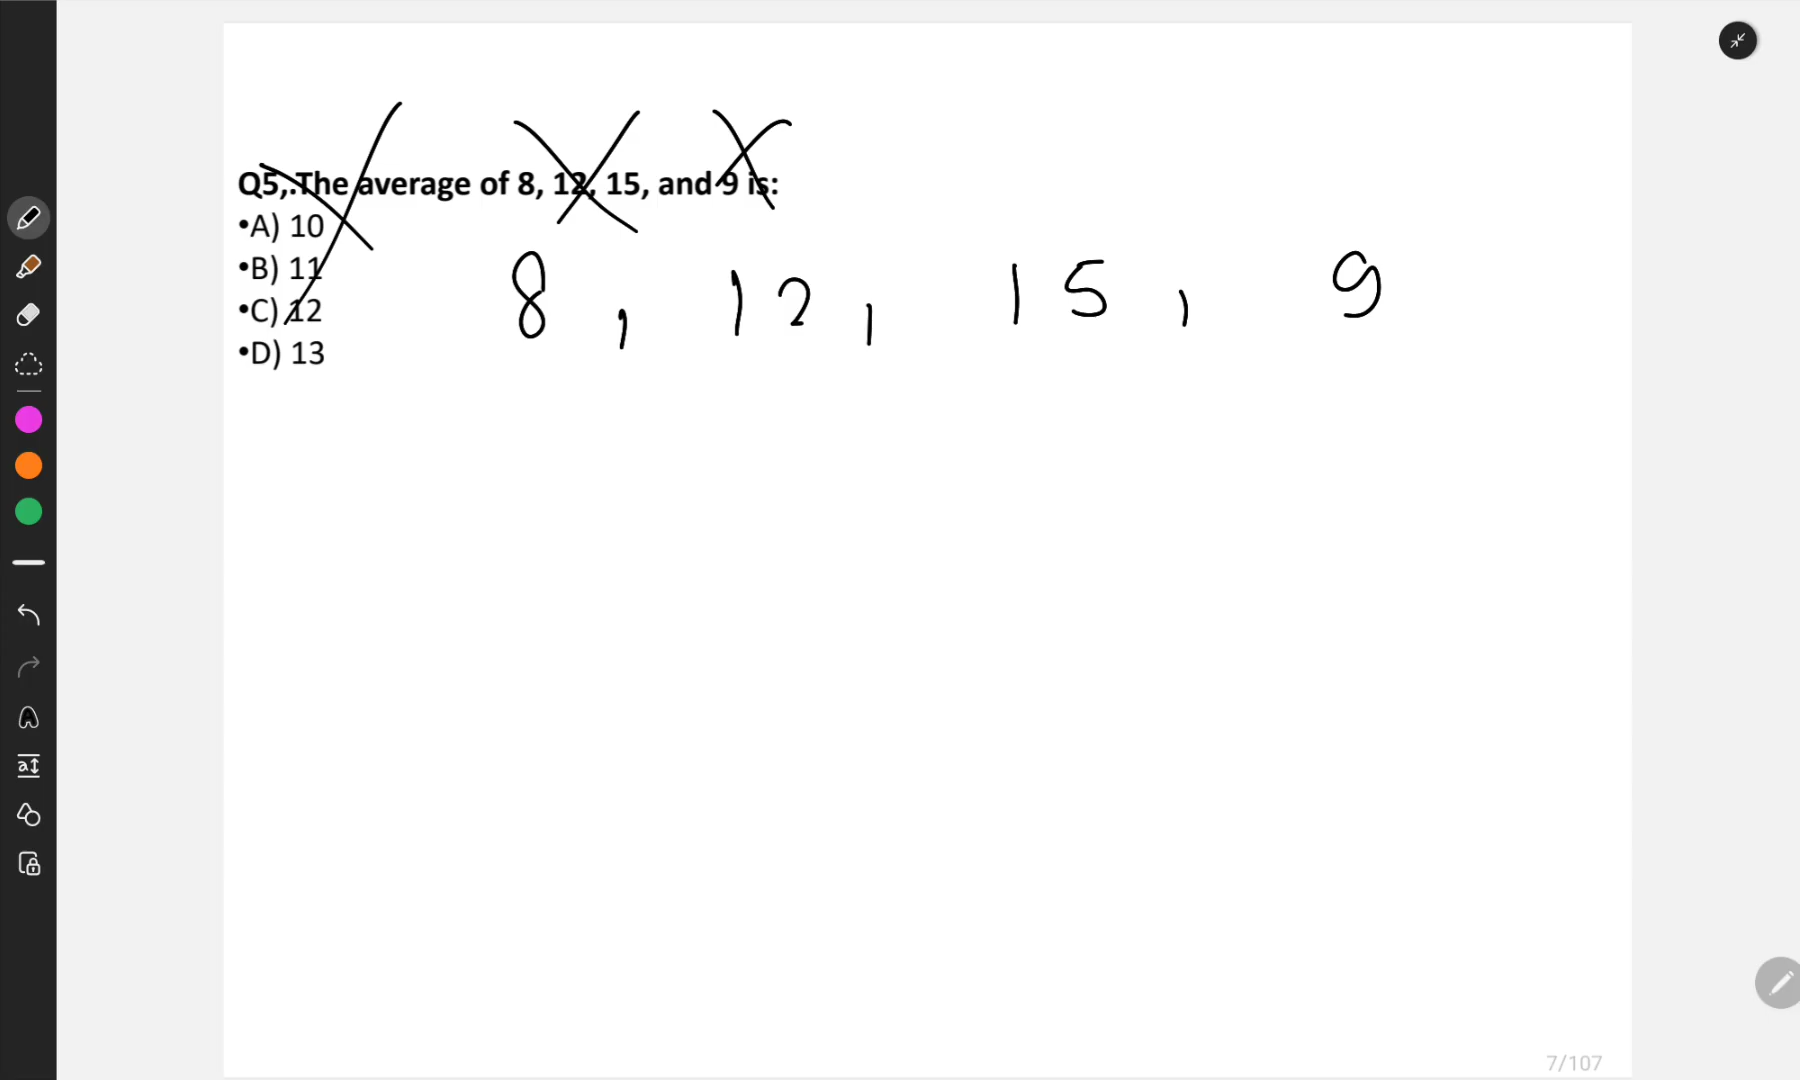 Q5,.The average of 8, 12, 15, and 9 is:
•A) 10
•B) 11
•C) 12
•D) 13
8 , 12 , 15 , 9
7/107